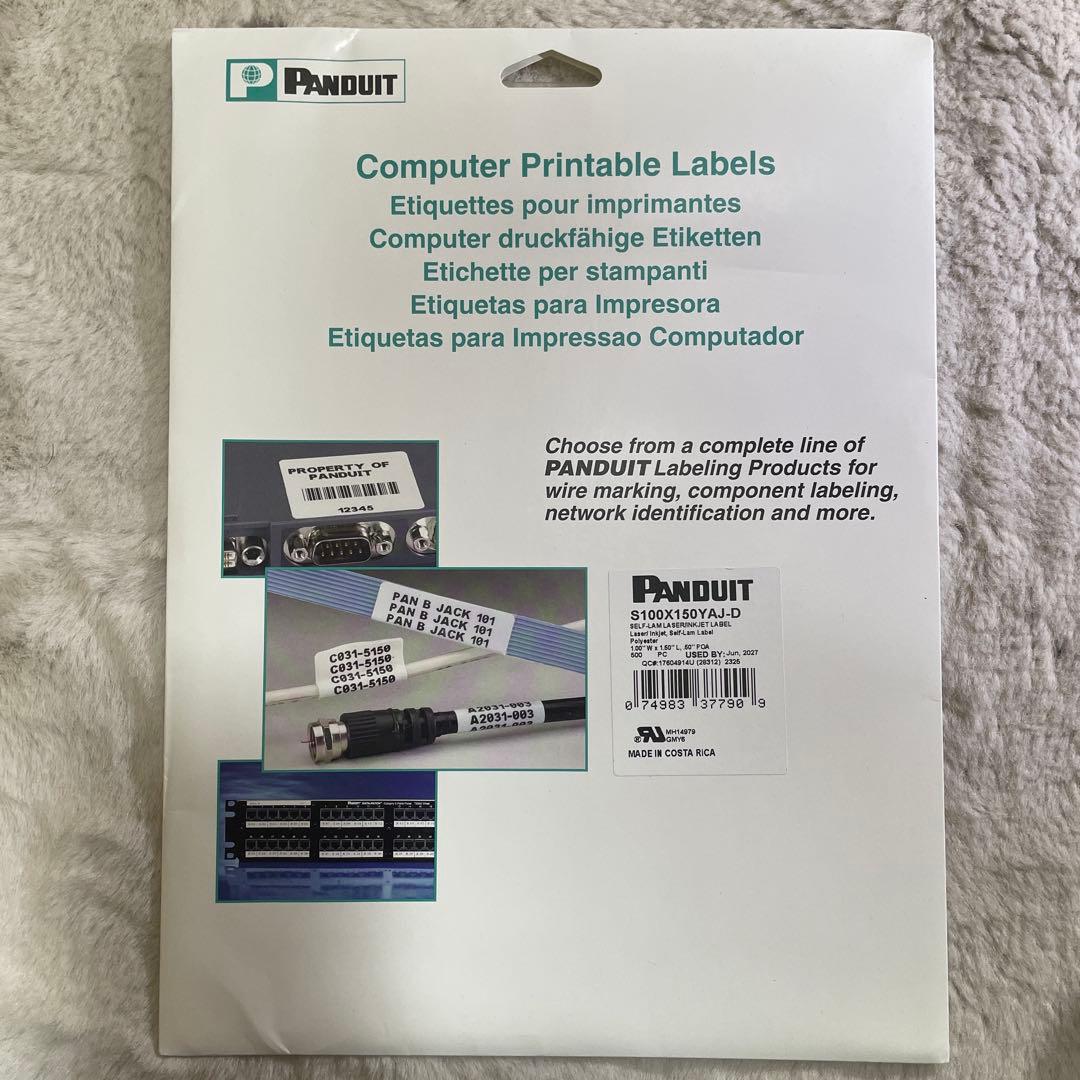 P PANDUIT
Computer Printable Labels
Etiquettes pour imprimantes
Computer druckfähige Etiketten
Etichette per stampanti
Etiquetas para Impresora
Etiquetas para Impressao Computador
Choose from a complete line of
PANDUIT Labeling Products for
wire marking, component labeling,
network identification and more.
PROPERTY OF
PANDUIT
12345
PAN B JACK 101
PAN B JACK 101
PAN B JACK 101
C031-5150
C031-5150
C031-5150
C031-5150
A2031-003
A2031-003
A2031-003
PANDUIT
S100X150YAJ-D
SELF-LAM LASER/INKJET LABEL
Laser/ Inkjet, Self-Lam Label
Polyester
1.00" W x 1.50" L, .50" POA
500 PC USED BY: Jun, 2027
QC#:17604914U (28312) 2325
0 74983 37790 9
MH14979
GMY6
MADE IN COSTA RICA